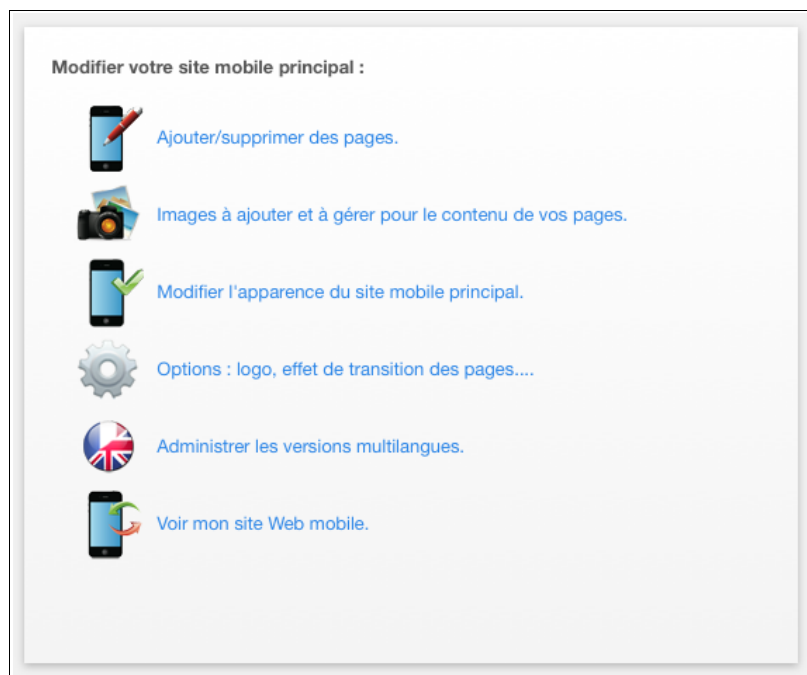 Modifier votre site mobile principal :
Ajouter/supprimer des pages.
Images à ajouter et à gérer pour le contenu de vos pages.
Modifier l'apparence du site mobile principal.
Options : logo, effet de transition des pages....
Administrer les versions multilangues.
Voir mon site Web mobile.